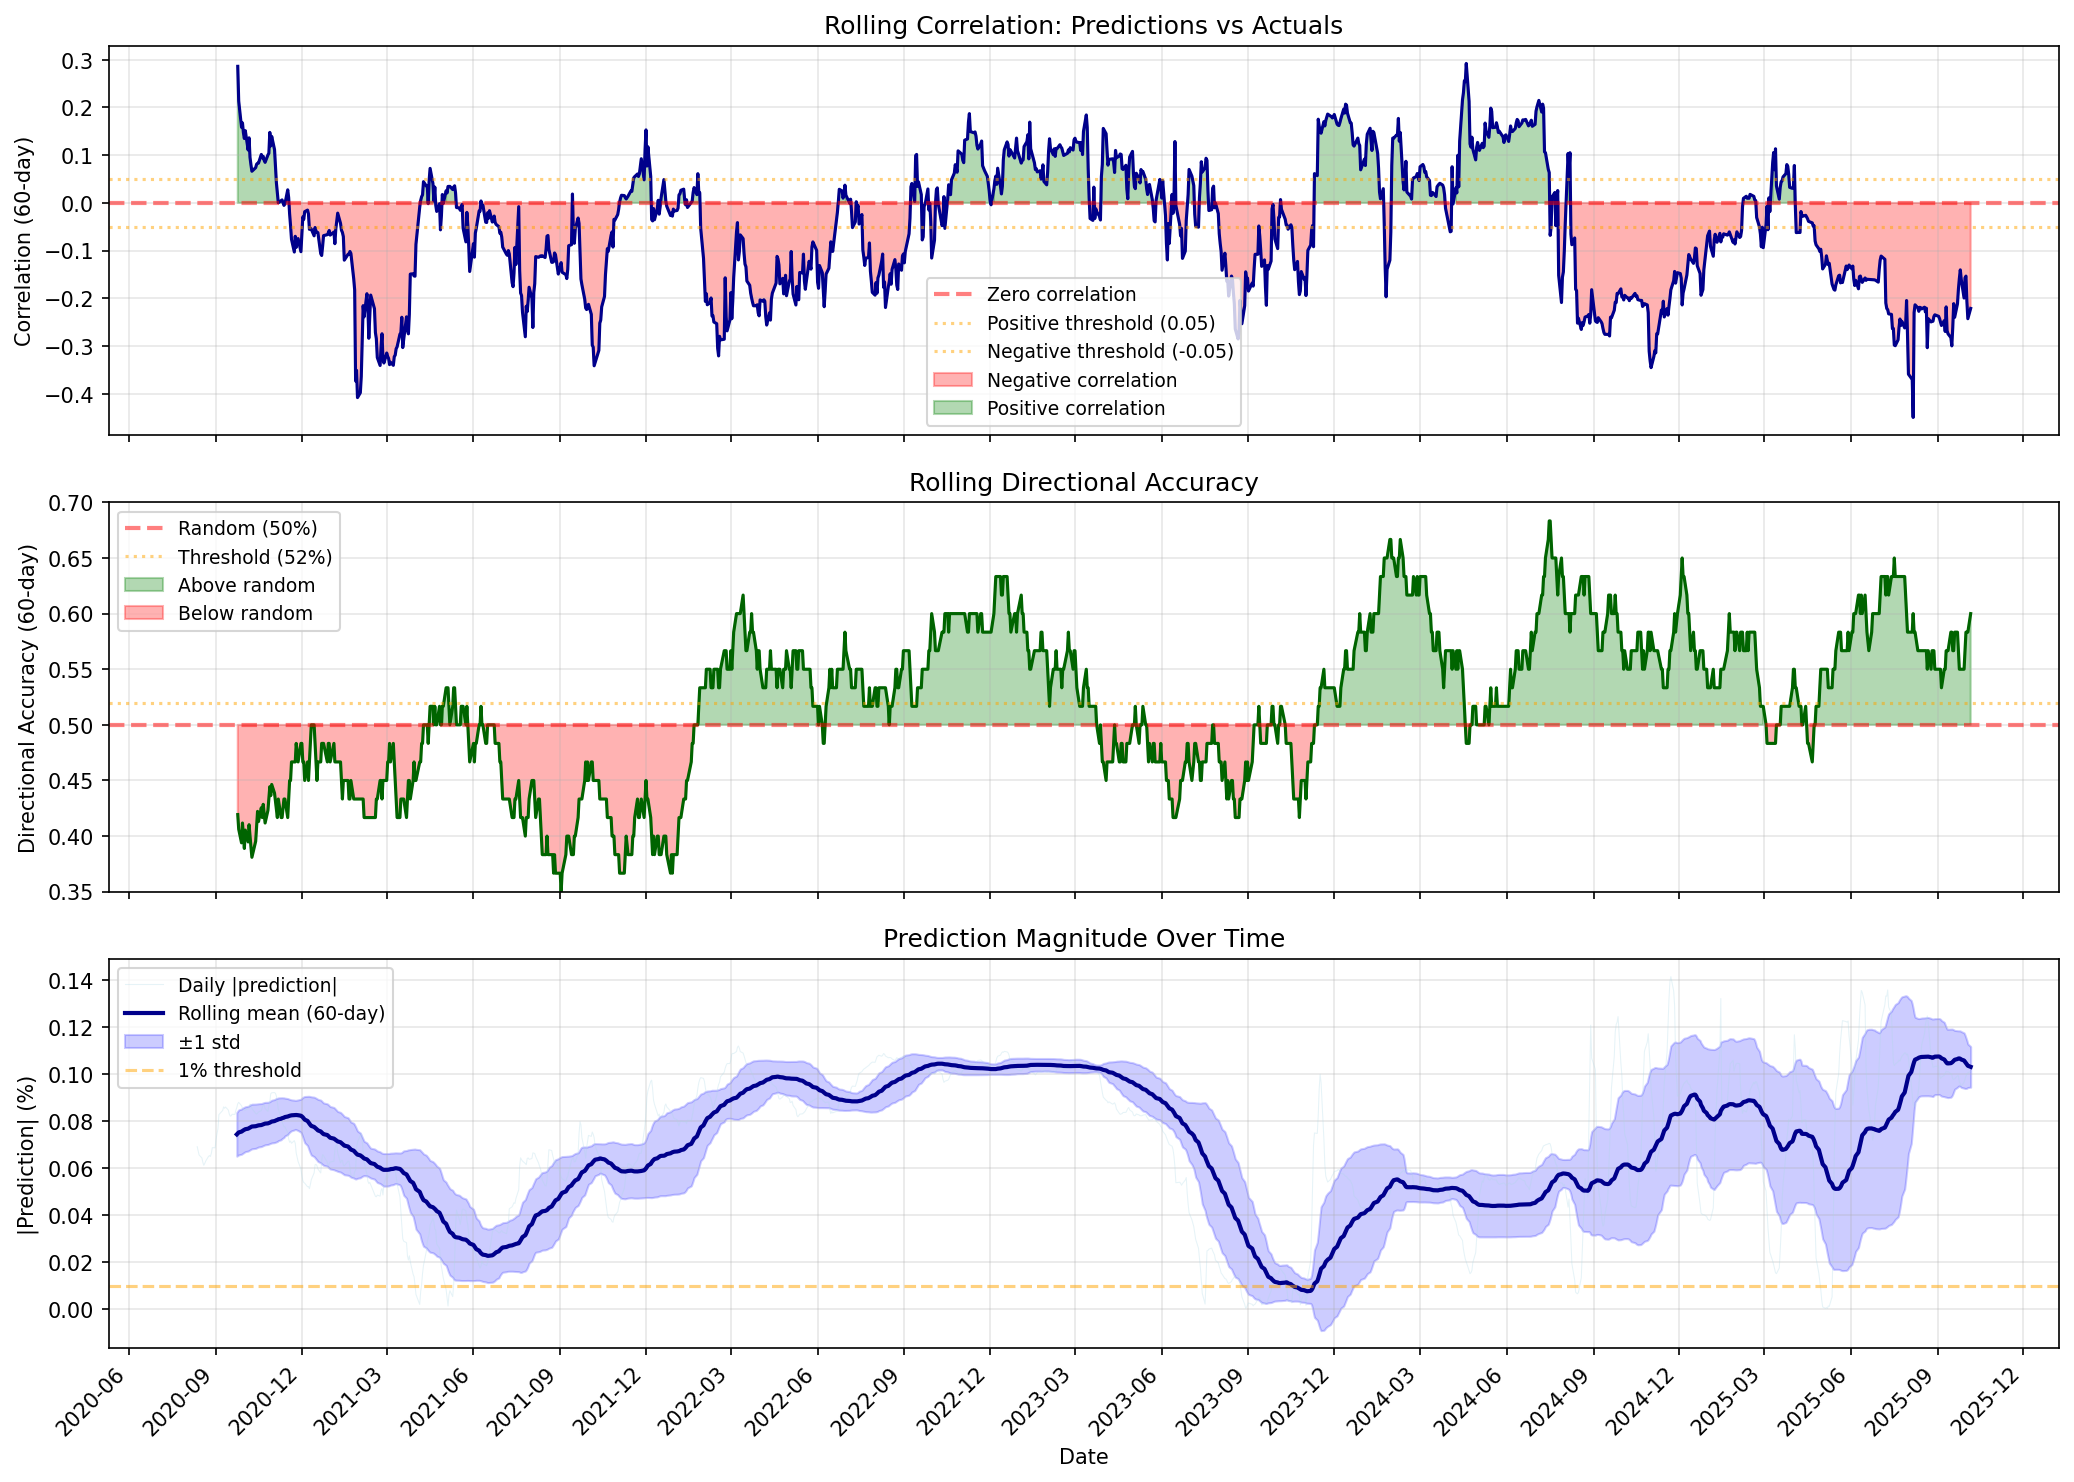 Rolling Correlation: Predictions vs Actuals
Correlation (60-day)
0.3
0.2
0.1
0.0
−0.1
−0.2
−0.3
−0.4
Zero correlation
Positive threshold (0.05)
Negative threshold (-0.05)
Negative correlation
Positive correlation
Rolling Directional Accuracy
Directional Accuracy (60-day)
0.70
0.65
0.60
0.55
0.50
0.45
0.40
0.35
Random (50%)
Threshold (52%)
Above random
Below random
Prediction Magnitude Over Time
|Prediction| (%)
0.14
0.12
0.10
0.08
0.06
0.04
0.02
0.00
Daily |prediction|
Rolling mean (60-day)
±1 std
1% threshold
2020-06
2020-09
2020-12
2021-03
2021-06
2021-09
2021-12
2022-03
2022-06
2022-09
2022-12
2023-03
2023-06
2023-09
2023-12
2024-03
2024-06
2024-09
2024-12
2025-03
2025-06
2025-09
2025-12
Date